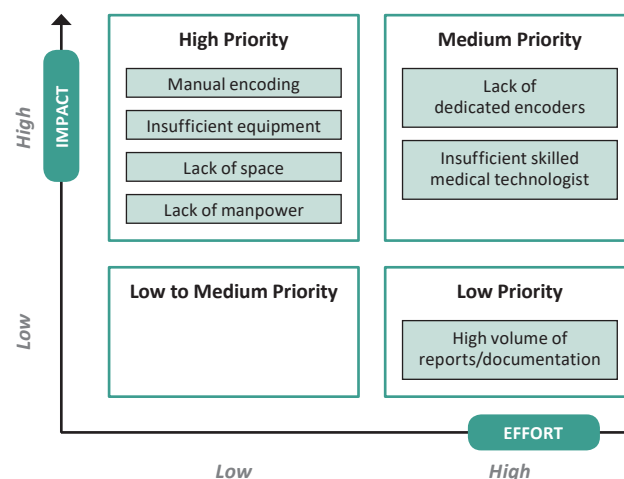 High Priority
Manual encoding
Insufficient equipment
Lack of space
Lack of manpower
Medium Priority
Lack of
dedicated encoders
Insufficient skilled
medical technologist
High
IMPACT
Low to Medium Priority
Low Priority
High volume of
reports/documentation
Low
EFFORT
Low
High